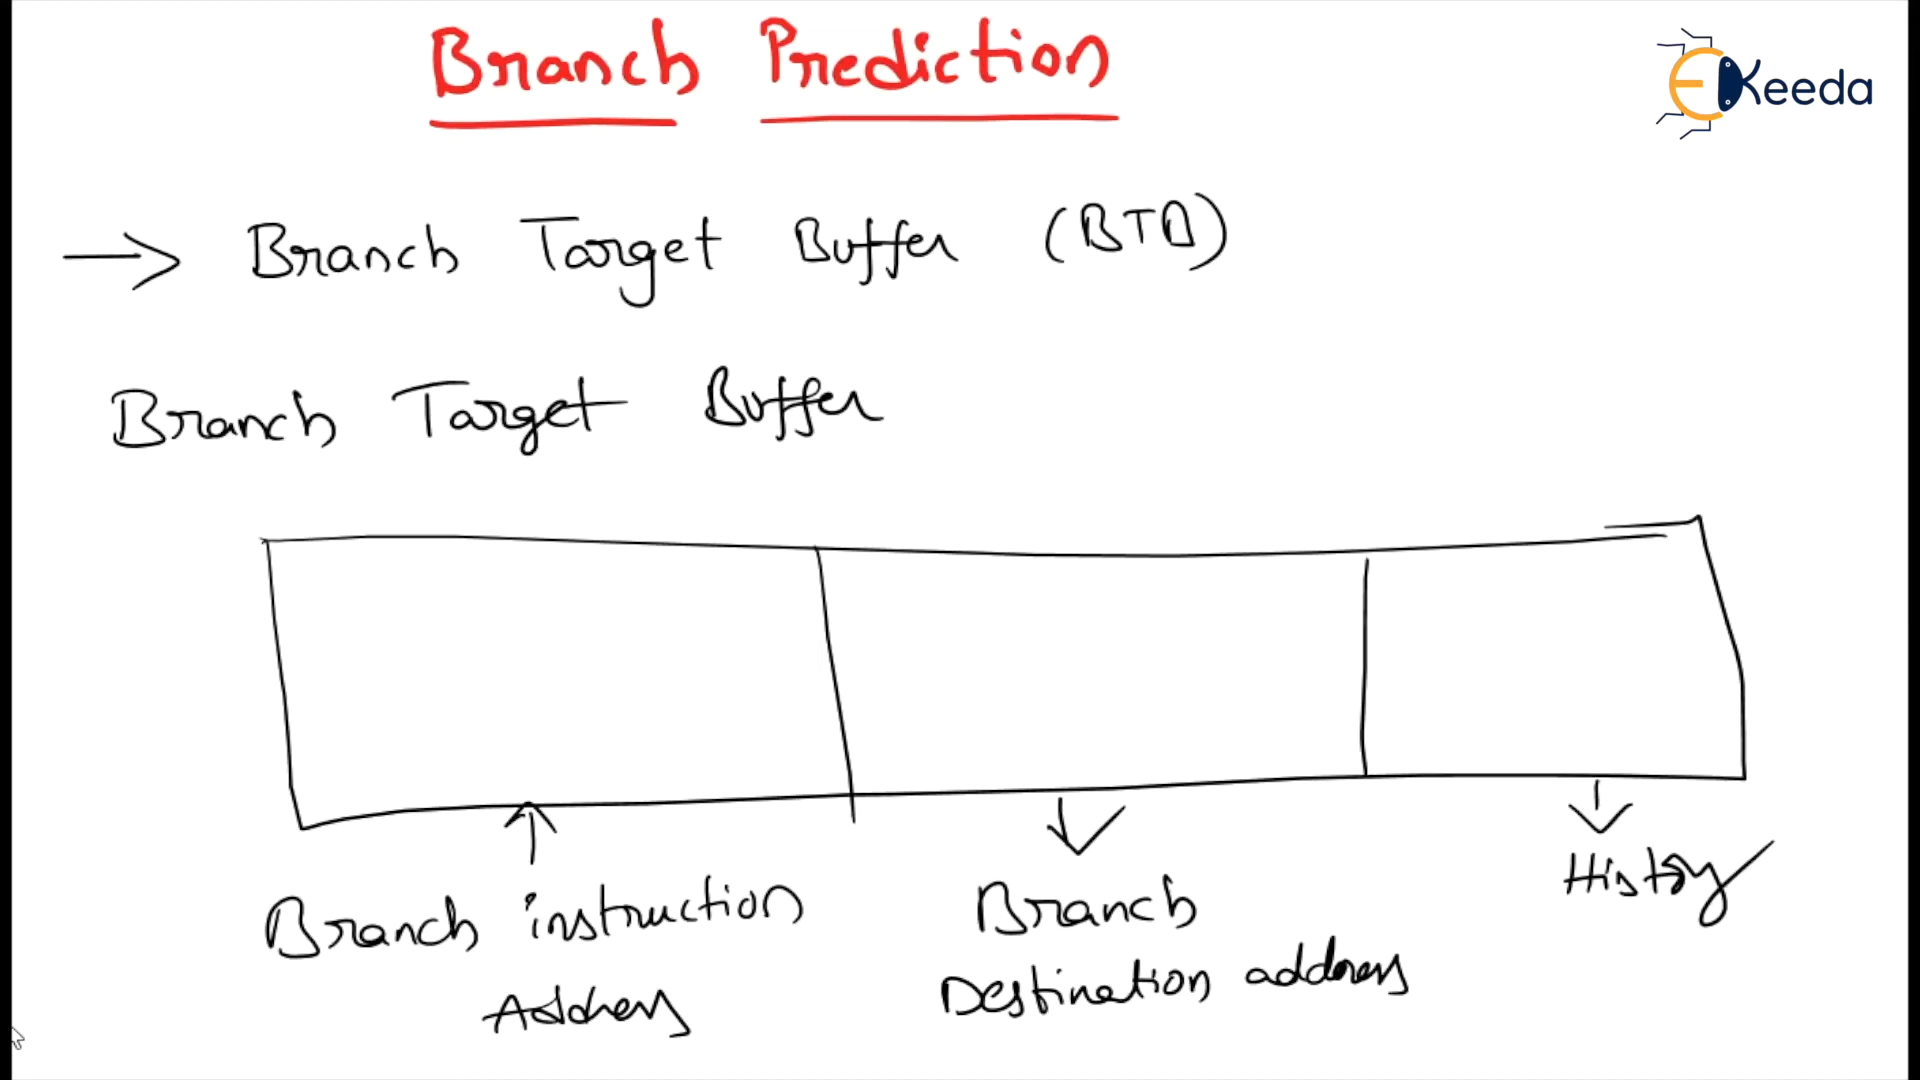 Branch Prediction
EKeeda
→ Branch Target Buffer (BTB)
Branch Target Buffer
Branch instruction Address
Branch Destination address
History